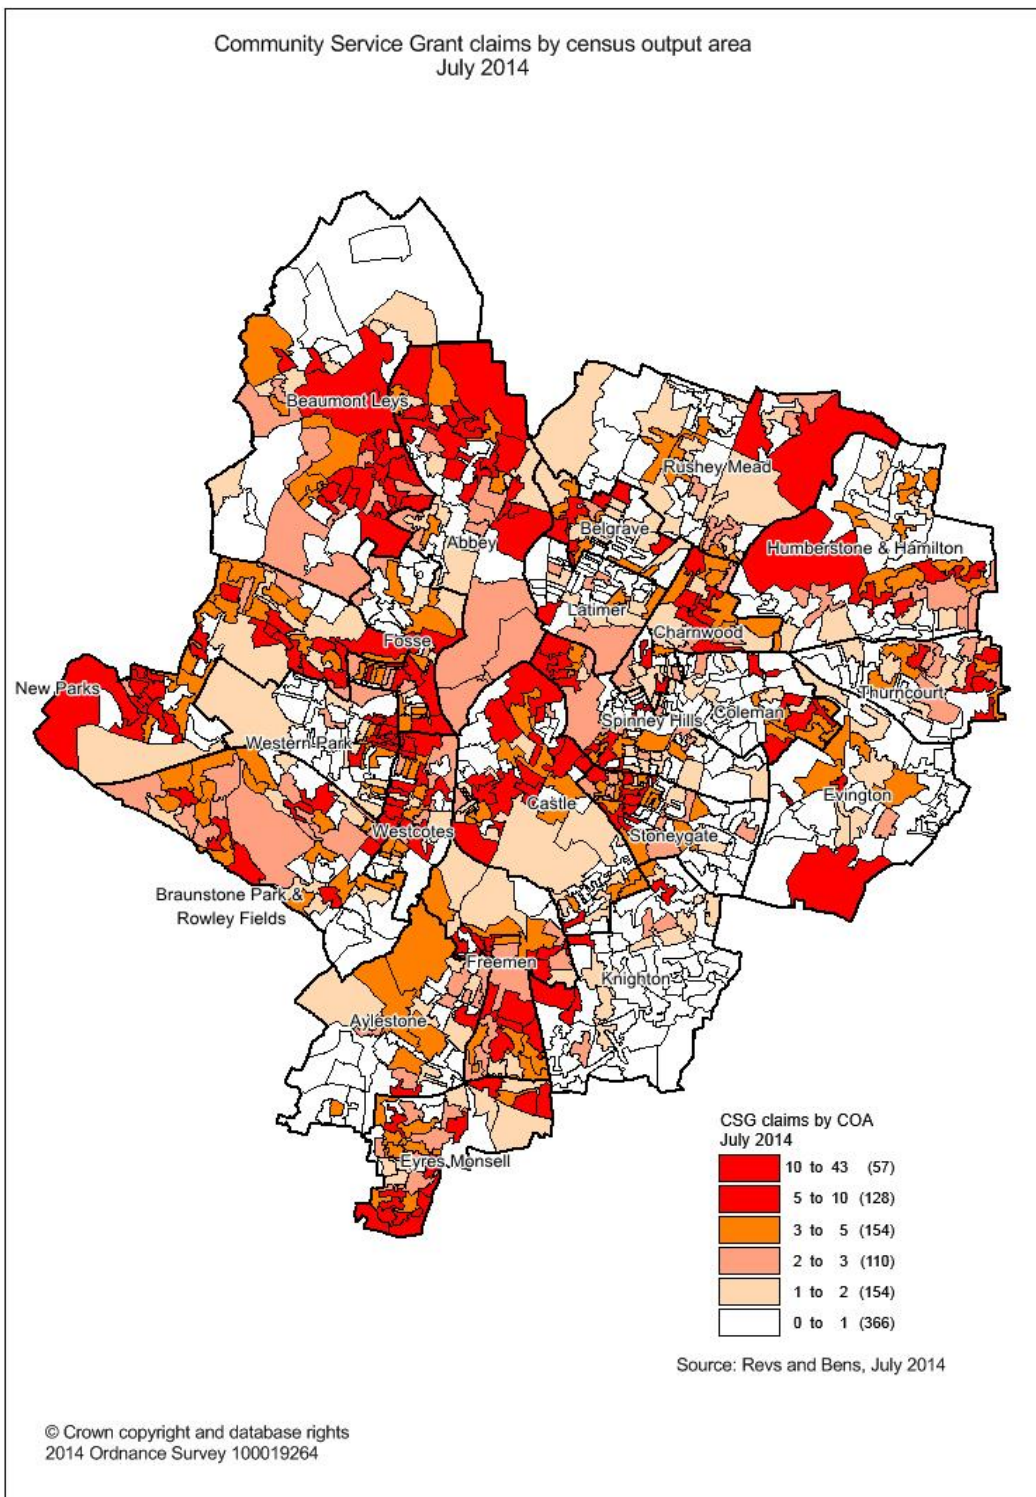 Community Service Grant claims by census output area
July 2014
Beaumont Leys
Rushey Mead
Belgrave
Abbey
Humberstone & Hamilton
Latimer
Charnwood
Fosse
New Parks
Thurncourt
Spinney Hills
Coleman
Western Park
Evington
Castle
Westcotes
Stoneygate
Braunstone Park &
Rowley Fields
Freemen
Knighton
Aylestone
Eyres Monsell
CSG claims by COA
July 2014
10 to 43 (57)
5 to 10 (128)
3 to 5 (154)
2 to 3 (110)
1 to 2 (154)
0 to 1 (366)
Source: Revs and Bens, July 2014
© Crown copyright and database rights
2014 Ordnance Survey 100019264